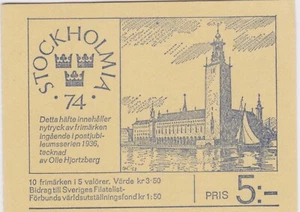 STOCKHOLMIA
74
Detta häfte innehåller
nytryck av frimärken
ingående i postjubi-
leumsserien 1936,
tecknad
av Olle Hjortzberg
10 frimärken i 5 valörer. Värde kr 3:50
Bidrag till Sveriges Filatelist-
Förbunds världsutställningsfond kr 1:50
PRIS 5:-